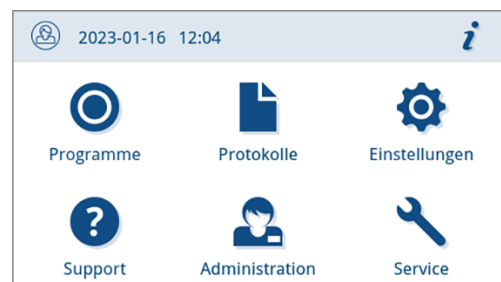 2023-01-16 12:04 i
Programme Protokolle Einstellungen
?
Support Administration Service